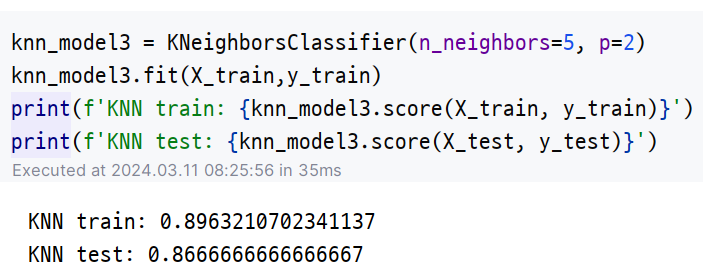 knn_model3 = KNeighborsClassifier(n_neighbors=5, p=2)
knn_model3.fit(X_train,y_train)
print(f'KNN train: {knn_model3.score(X_train, y_train)}')
print(f'KNN test: {knn_model3.score(X_test, y_test)}')
Executed at 2024.03.11 08:25:56 in 35ms
KNN train: 0.8963210702341137
KNN test: 0.8666666666666667